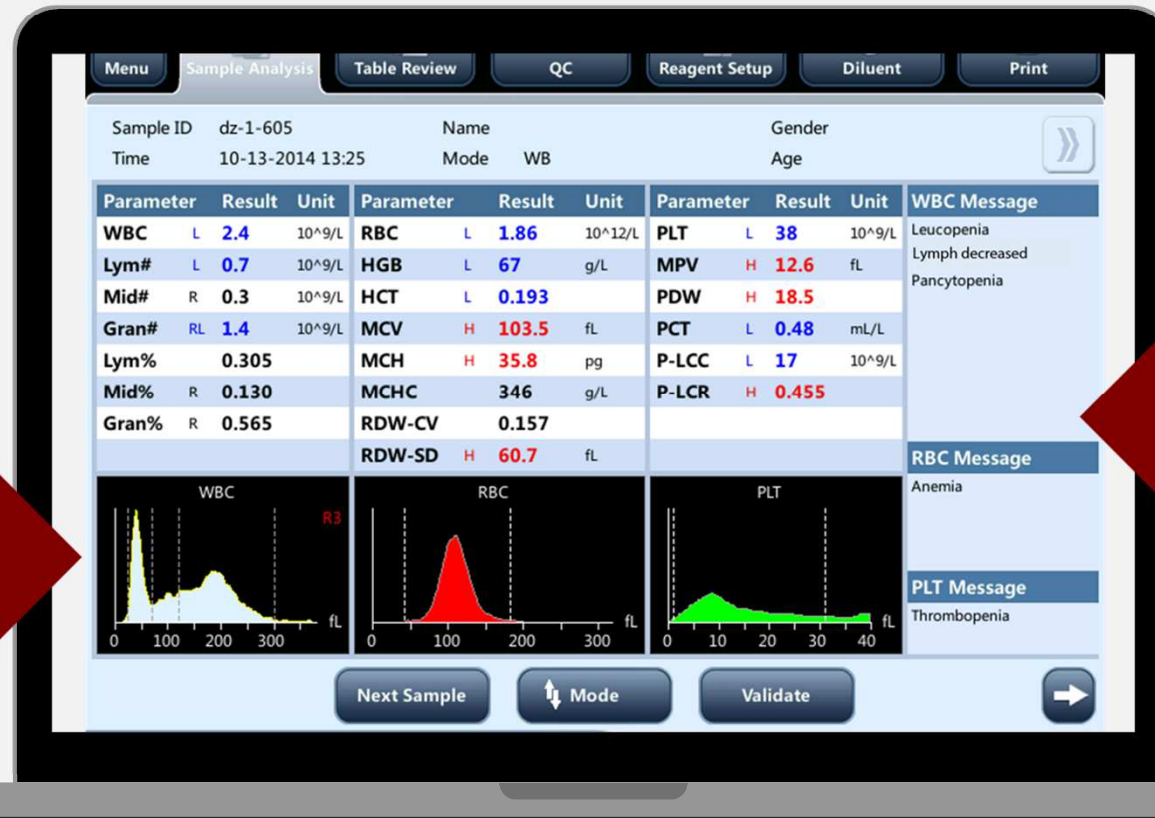 Menu Sample Analysis Table Review QC Reagent Setup Diluent Print
Sample ID dz-1-605 Name Gender
Time 10-13-2014 13:25 Mode WB Age
Parameter Result Unit Parameter Result Unit Parameter Result Unit WBC Message
WBC L 2.4 10^9/L RBC L 1.86 10^12/L PLT L 38 10^9/L Leucopenia
Lym# L 0.7 10^9/L HGB L 67 g/L MPV H 12.6 fL Lymph decreased
Mid# R 0.3 10^9/L HCT L 0.193 PDW H 18.5 Pancytopenia
Gran# RL 1.4 10^9/L MCV H 103.5 fL PCT L 0.48 mL/L
Lym% 0.305 MCH H 35.8 pg P-LCC L 17 10^9/L
Mid% R 0.130 MCHC 346 g/L P-LCR H 0.455
Gran% R 0.565 RDW-CV 0.157
RDW-SD H 60.7 fL RBC Message
WBC RBC PLT Anemia
R3
PLT Message
Thrombopenia
fL fL fL
0 100 200 300 0 100 200 300 0 10 20 30 40
Next Sample Mode Validate